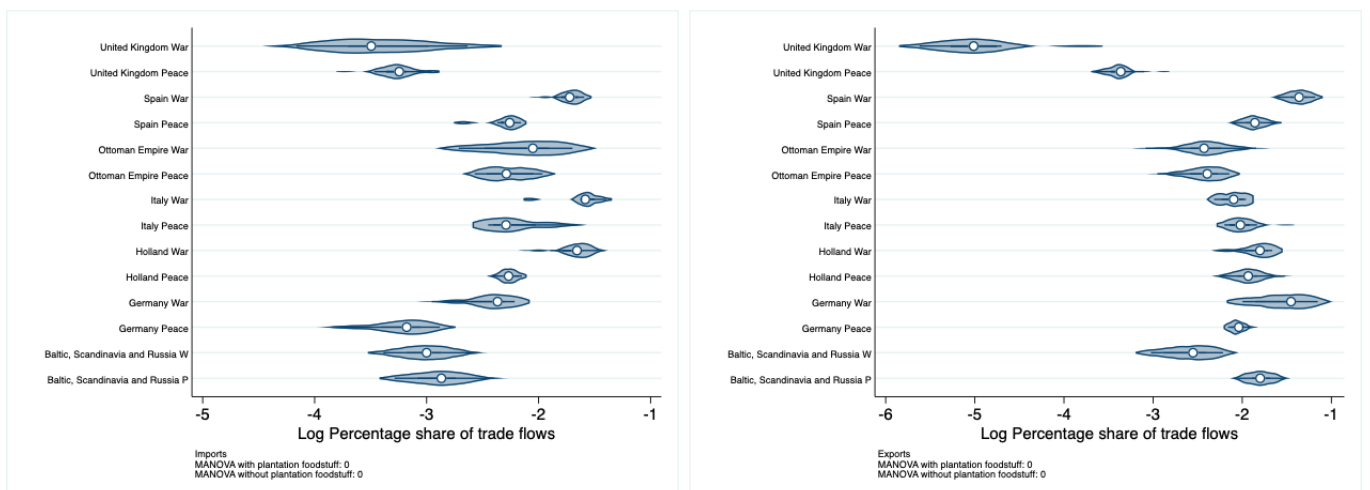 United Kingdom War
United Kingdom Peace
Spain War
Spain Peace
Ottoman Empire War
Ottoman Empire Peace
Italy War
Italy Peace
Holland War
Holland Peace
Germany War
Germany Peace
Baltic, Scandinavia and Russia W
Baltic, Scandinavia and Russia P
-5 -4 -3 -2 -1
Log Percentage share of trade flows
Imports
MANOVA with plantation foodstuff: 0
MANOVA without plantation foodstuff: 0
United Kingdom War
United Kingdom Peace
Spain War
Spain Peace
Ottoman Empire War
Ottoman Empire Peace
Italy War
Italy Peace
Holland War
Holland Peace
Germany War
Germany Peace
Baltic, Scandinavia and Russia W
Baltic, Scandinavia and Russia P
-6 -5 -4 -3 -2 -1
Log Percentage share of trade flows
Exports
MANOVA with plantation foodstuff: 0
MANOVA without plantation foodstuff: 0